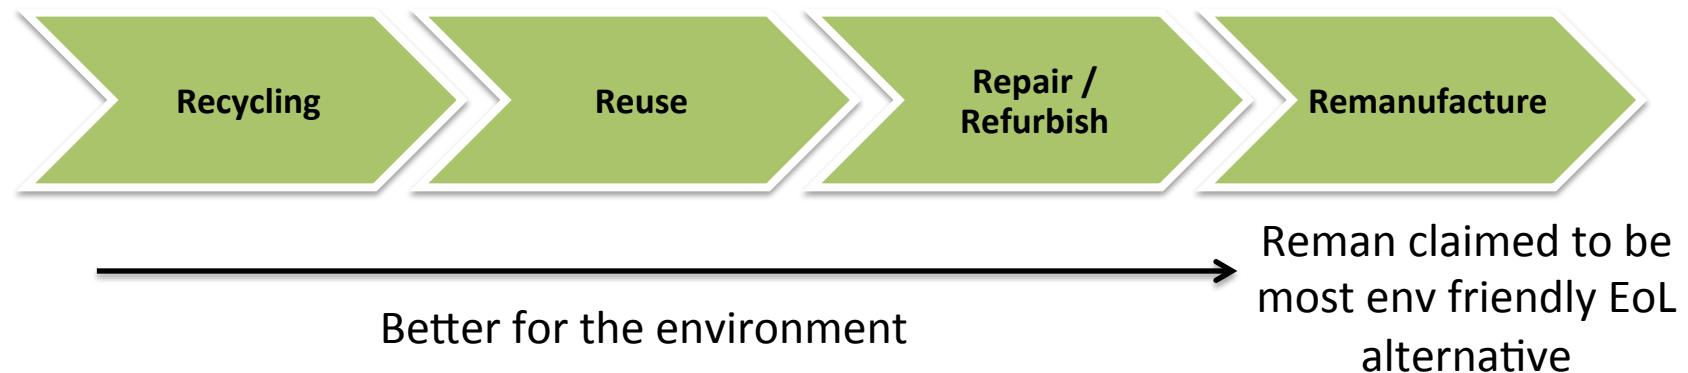 Recycling
Reuse
Repair /
Refurbish
Remanufacture
Better for the environment
Reman claimed to be
most env friendly EoL
alternative